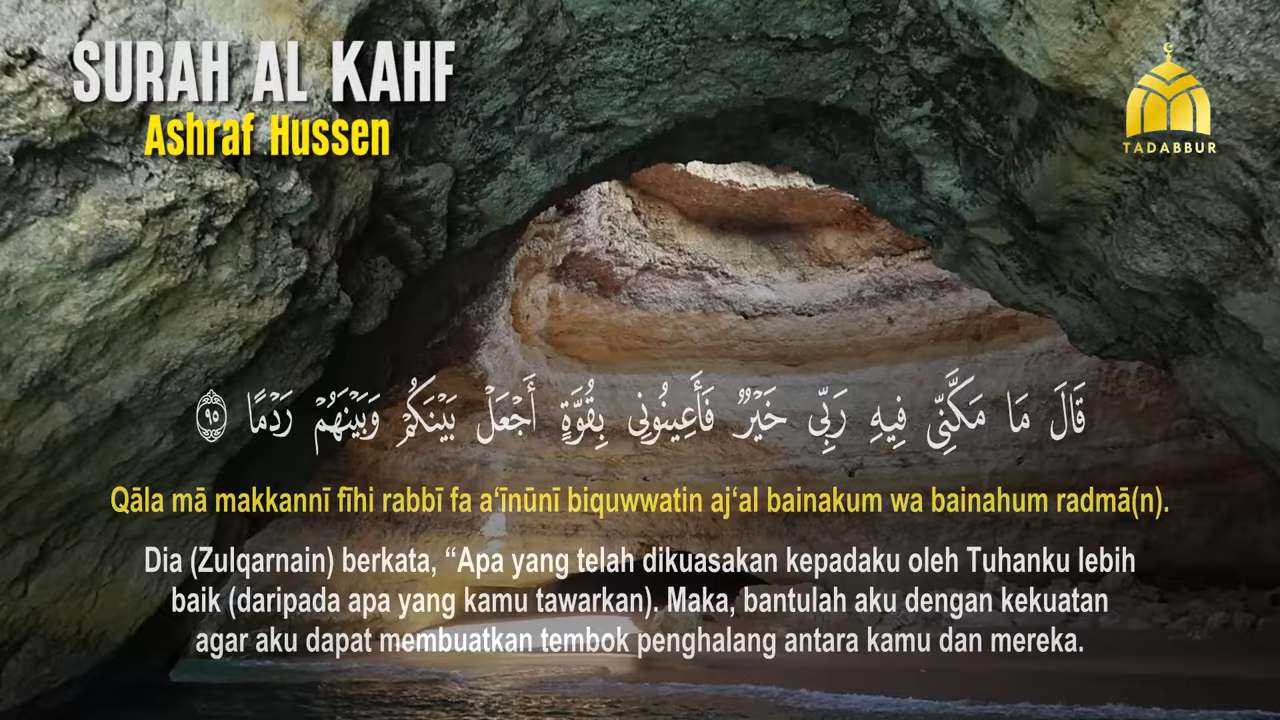 SURAH AL KAHF
Ashraf Hussen
TADABBUR
قَالَ مَا مَكَّنِّى فِيهِ رَبِّى خَيْرٌ فَأَعِينُونِى بِقُوَّةٍ أَجْعَلْ بَيْنَكُمْ وَبَيْنَهُمْ رَدْمًا ٩٥
Qāla mā makkannī fīhi rabbī fa a‘īnūnī biquwwatin aj‘al bainakum wa bainahum radmā(n).
Dia (Zulqarnain) berkata, “Apa yang telah dikuasakan kepadaku oleh Tuhanku lebih
baik (daripada apa yang kamu tawarkan). Maka, bantulah aku dengan kekuatan
agar aku dapat membuatkan tembok penghalang antara kamu dan mereka.